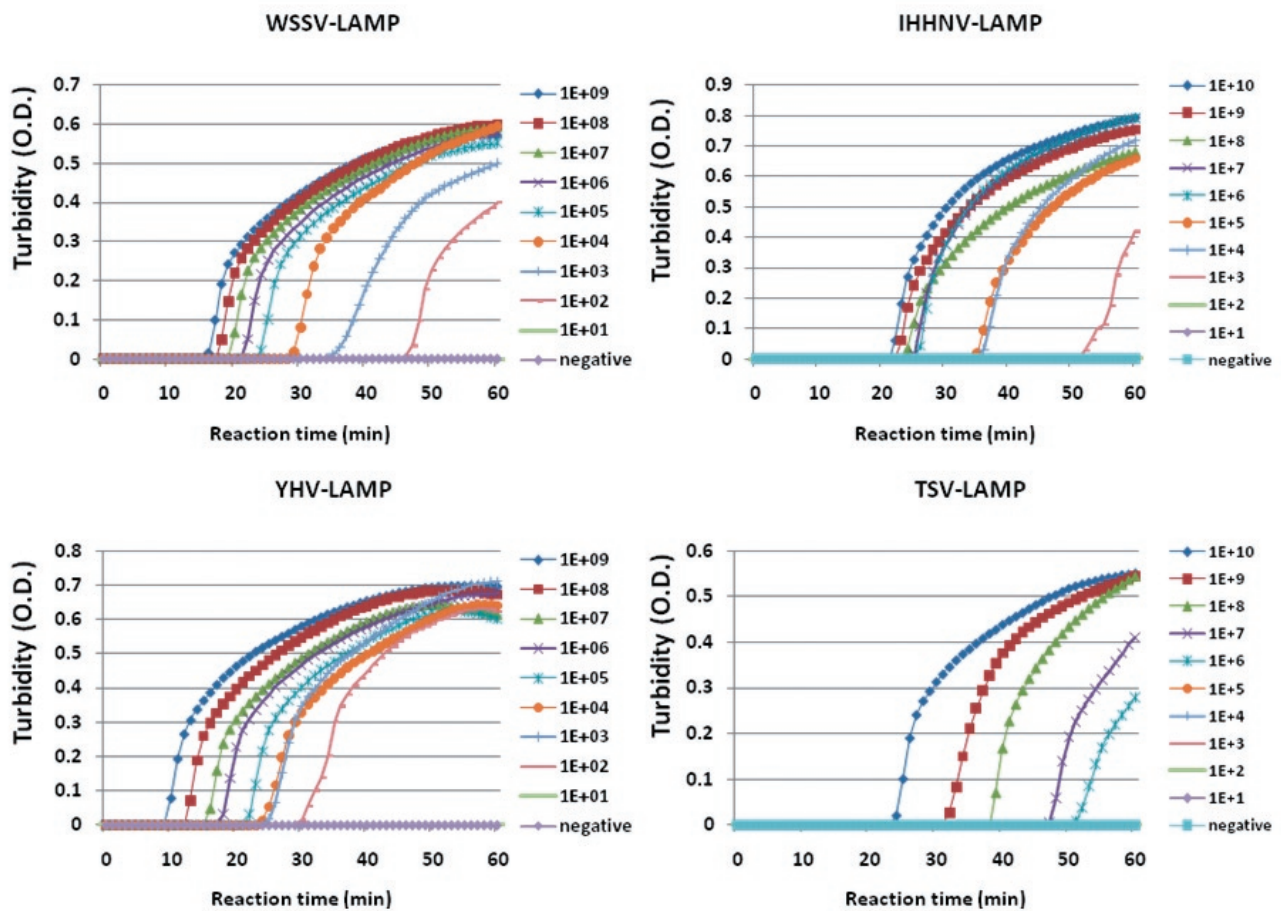 WSSV-LAMP
Turbidity (O.D.)
0.7
0.6
0.5
0.4
0.3
0.2
0.1
0
0 10 20 30 40 50 60
Reaction time (min)
1E+09
1E+08
1E+07
1E+06
1E+05
1E+04
1E+03
1E+02
1E+01
negative
IHHNV-LAMP
Turbidity (O.D.)
0.9
0.8
0.7
0.6
0.5
0.4
0.3
0.2
0.1
0
0 10 20 30 40 50 60
Reaction time (min)
1E+10
1E+9
1E+8
1E+7
1E+6
1E+5
1E+4
1E+3
1E+2
1E+1
negative
YHV-LAMP
Turbidity (O.D.)
0.8
0.7
0.6
0.5
0.4
0.3
0.2
0.1
0
0 10 20 30 40 50 60
Reaction time (min)
1E+09
1E+08
1E+07
1E+06
1E+05
1E+04
1E+03
1E+02
1E+01
negative
TSV-LAMP
Turbidity (O.D.)
0.6
0.5
0.4
0.3
0.2
0.1
0
0 10 20 30 40 50 60
Reaction time (min)
1E+10
1E+9
1E+8
1E+7
1E+6
1E+5
1E+4
1E+3
1E+2
1E+1
negative